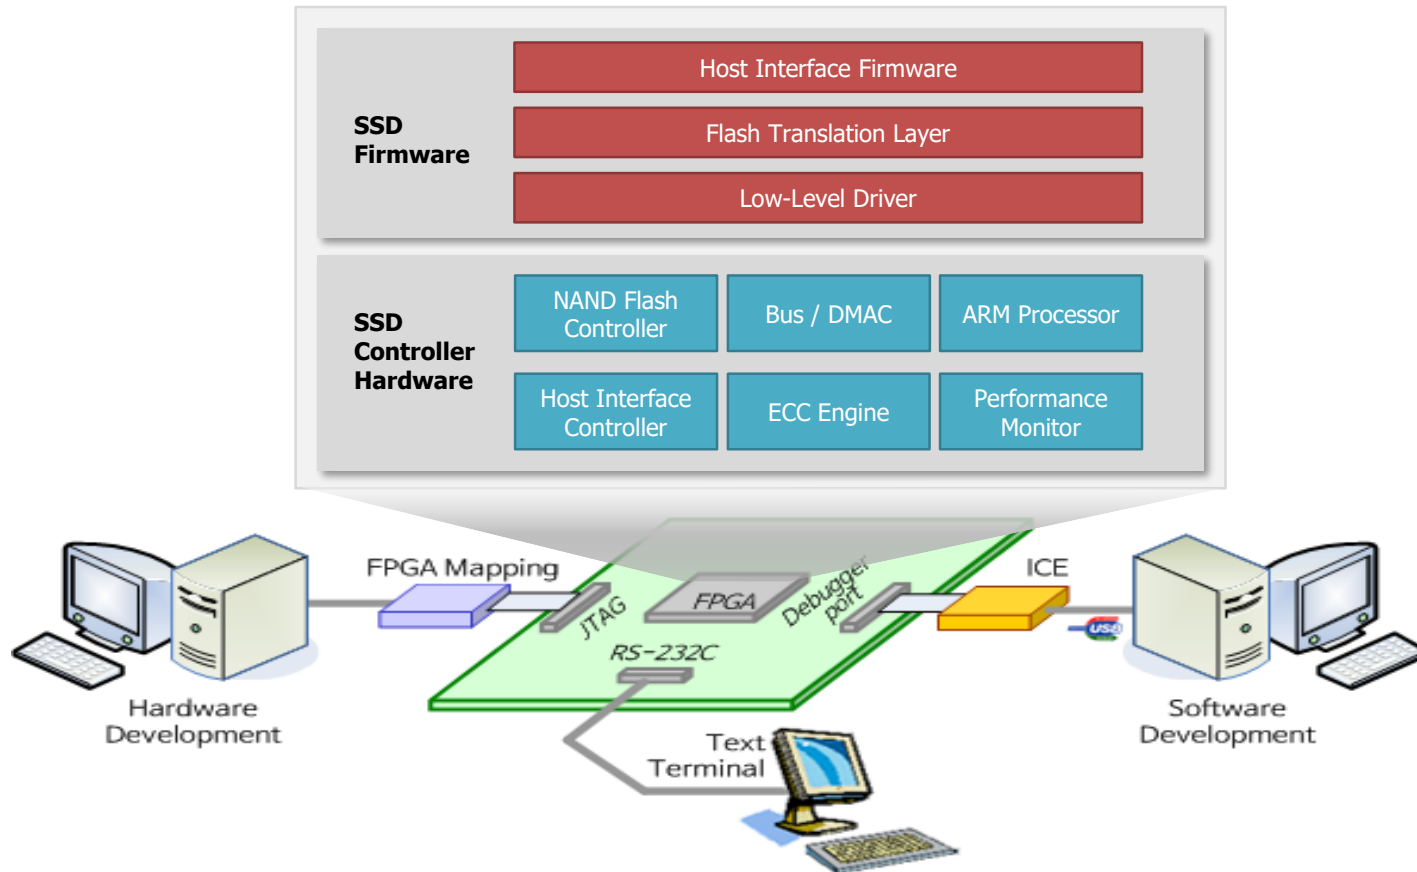 Host Interface Firmware
SSD
Firmware
Flash Translation Layer
Low-Level Driver
SSD
Controller
Hardware
NAND Flash
Controller
Bus / DMAC
ARM Processor
Host Interface
Controller
ECC Engine
Performance
Monitor
FPGA Mapping
JTAG
FPGA
Debugger
port
ICE
USB
RS-232C
Hardware
Development
Text
Terminal
Software
Development